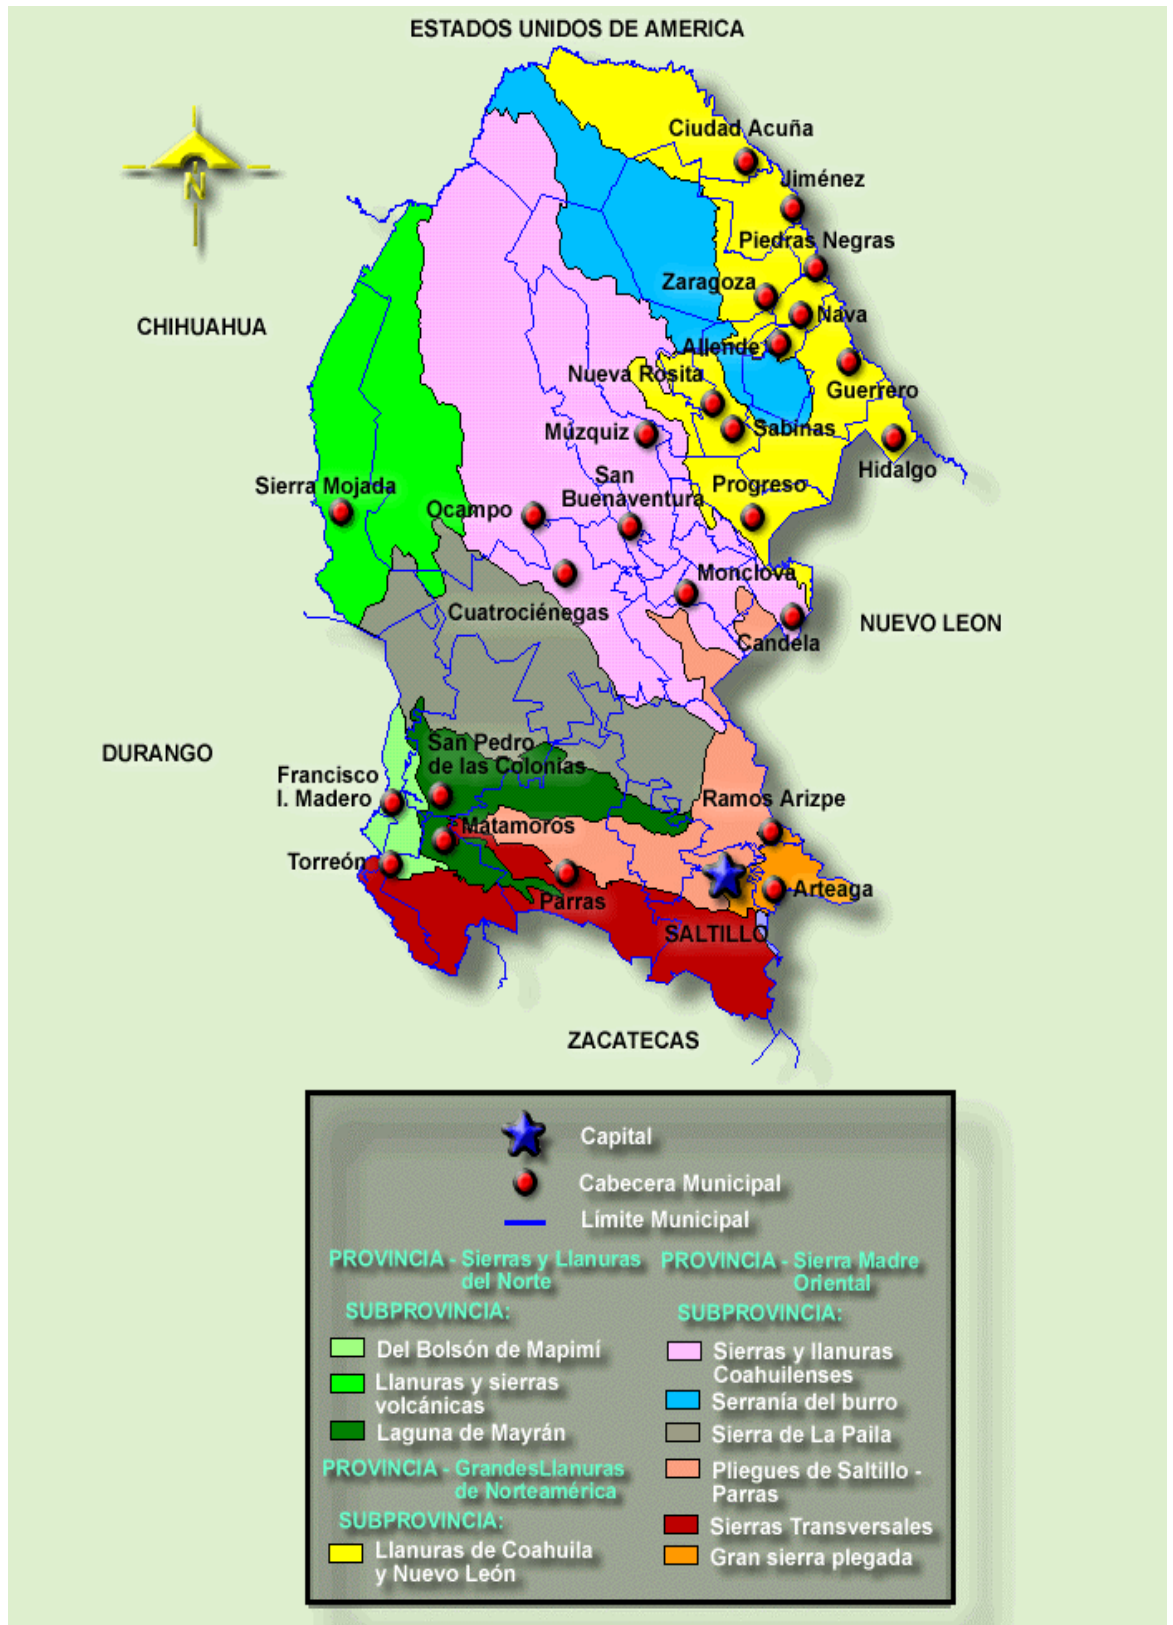 ESTADOS UNIDOS DE AMERICA
Ciudad Acuña
Jiménez
N
Piedras Negras
Zaragoza
Nava
CHIHUAHUA
Allende
Nueva Rosita
Guerrero
Múzquiz
Sabinas
Hidalgo
San
Buenaventura
Progreso
Sierra Mojada
Ocampo
Monclova
Cuatrociénegas
NUEVO LEON
Candela
San Pedro
de las Colonias
DURANGO
Francisco
I. Madero
Ramos Arizpe
Matamoros
Torreón
Arteaga
Parras
SALTILLO
ZACATECAS
Capital
Cabecera Municipal
Límite Municipal
PROVINCIA - Sierras y Llanuras
del Norte
SUBPROVINCIA:
Del Bolsón de Mapimí
Llanuras y sierras
volcánicas
Laguna de Mayrán
PROVINCIA - GrandesLlanuras
de Norteamérica
SUBPROVINCIA:
Llanuras de Coahuila
y Nuevo León
PROVINCIA - Sierra Madre
Oriental
SUBPROVINCIA:
Sierras y llanuras
Coahuilenses
Serranía del burro
Sierra de La Paila
Pliegues de Saltillo -
Parras
Sierras Transversales
Gran sierra plegada